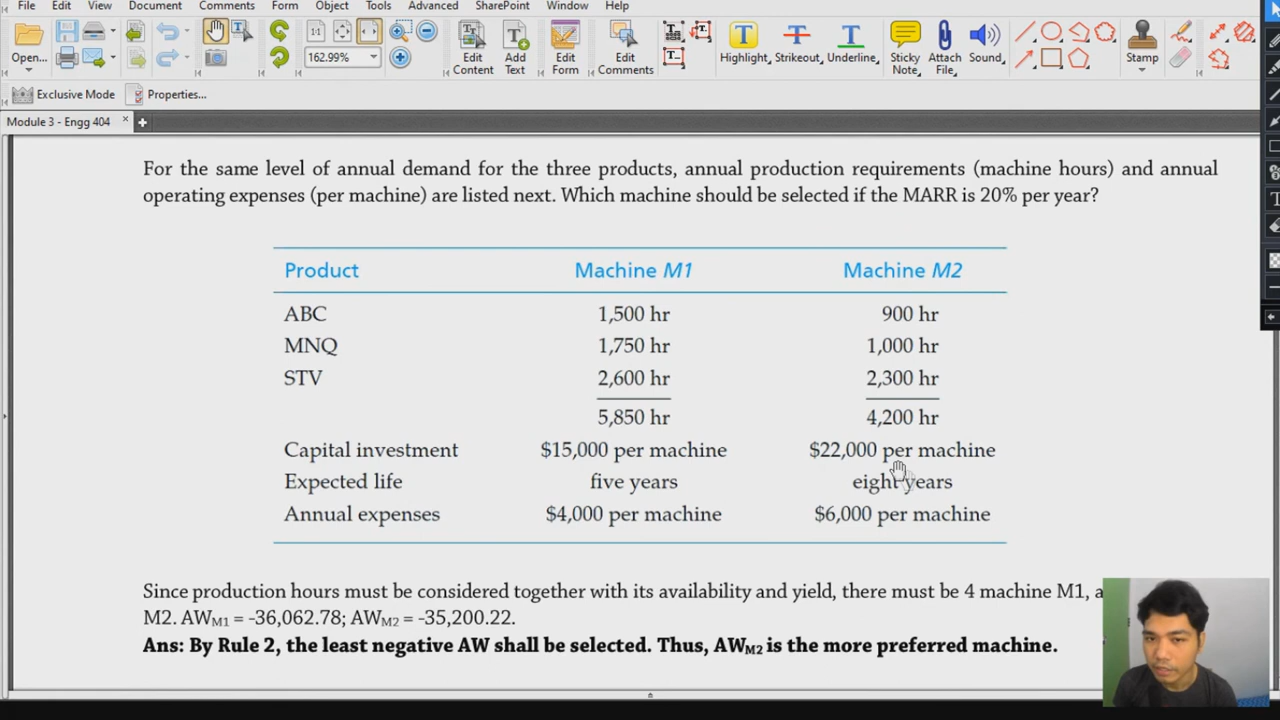 File Edit View Document Comments Form Object Tools Advanced SharePoint Window Help
Open... 162.99% Edit Content Add Text Edit Form Edit Comments Highlight, Strikeout, Underline, Sticky Note, Attach File, Sound, Stamp
Exclusive Mode Properties...
Module 3 - Engg 404
For the same level of annual demand for the three products, annual production requirements (machine hours) and annual
operating expenses (per machine) are listed next. Which machine should be selected if the MARR is 20% per year?
Product Machine M1 Machine M2
ABC 1,500 hr 900 hr
MNQ 1,750 hr 1,000 hr
STV 2,600 hr 2,300 hr
5,850 hr 4,200 hr
Capital investment $15,000 per machine $22,000 per machine
Expected life five years eight years
Annual expenses $4,000 per machine $6,000 per machine
Since production hours must be considered together with its availability and yield, there must be 4 machine M1,
M2. AWM1 = -36,062.78; AWM2 = -35,200.22.
Ans: By Rule 2, the least negative AW shall be selected. Thus, AWM2 is the more preferred machine.